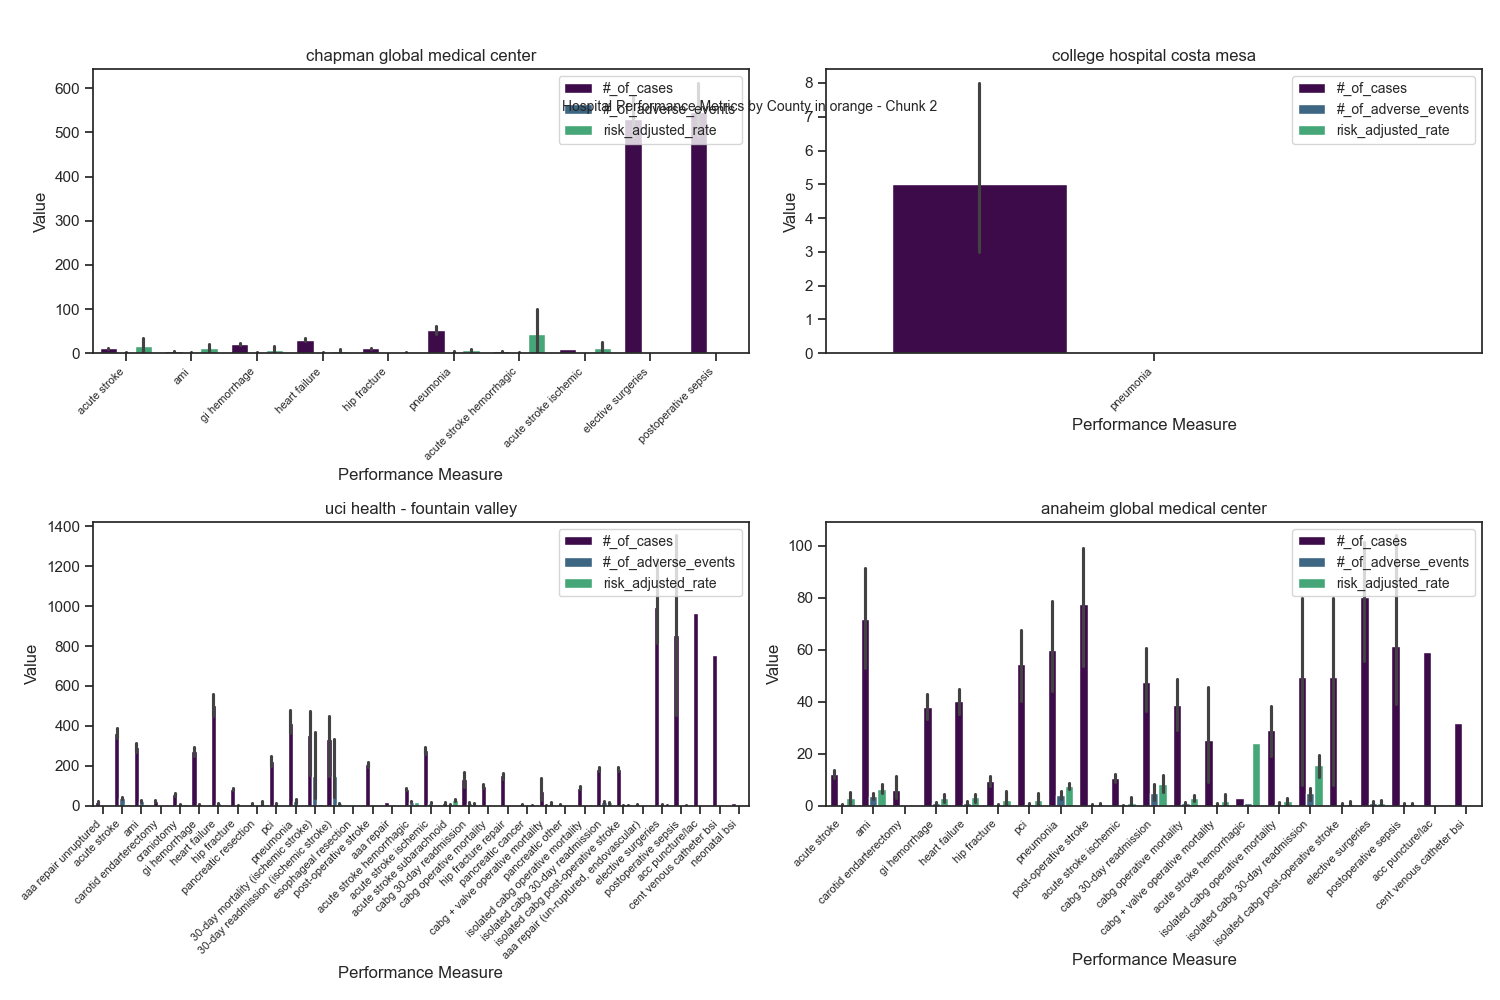 chapman global medical center
600
500
400
300
200
100
0
Value
#_of_cases
#_of_adverse_events
risk_adjusted_rate
acute stroke
ami
gi hemorrhage
heart failure
hip fracture
pneumonia
acute stroke hemorrhagic
acute stroke ischemic
elective surgeries
postoperative sepsis
Performance Measure
Hospital Performance Metrics by County in orange - Chunk 2
college hospital costa mesa
8
7
6
5
4
3
2
1
0
Value
#_of_cases
#_of_adverse_events
risk_adjusted_rate
pneumonia
Performance Measure
uci health - fountain valley
1400
1200
1000
800
600
400
200
0
Value
#_of_cases
#_of_adverse_events
risk_adjusted_rate
aaa repair unruptured
acute stroke
ami
carotid endarterectomy
craniotomy
gi hemorrhage
heart failure
hip fracture
pancreatic resection
pci
pneumonia
30-day mortality (ischemic stroke)
30-day readmission (ischemic stroke)
esophageal resection
post-operative stroke
aaa repair
acute stroke hemorrhagic
acute stroke ischemic
acute stroke subarachnoid
cabg 30-day readmission
cabg operative mortality
hip fracture repair
pancreatic cancer
cabg + valve operative mortality
pancreatic other
isolated cabg operative mortality
isolated cabg 30-day readmission
isolated cabg post-operative stroke
aaa repair (un-ruptured, endovascular)
elective surgeries
postoperative sepsis
acc puncture/lac
cent venous catheter bsi
neonatal bsi
Performance Measure
anaheim global medical center
100
80
60
40
20
0
Value
#_of_cases
#_of_adverse_events
risk_adjusted_rate
acute stroke
ami
carotid endarterectomy
gi hemorrhage
heart failure
hip fracture
pci
pneumonia
post-operative stroke
acute stroke ischemic
cabg 30-day readmission
cabg operative mortality
cabg + valve operative mortality
acute stroke hemorrhagic
isolated cabg operative mortality
isolated cabg 30-day readmission
isolated cabg post-operative stroke
elective surgeries
postoperative sepsis
acc puncture/lac
cent venous catheter bsi
Performance Measure